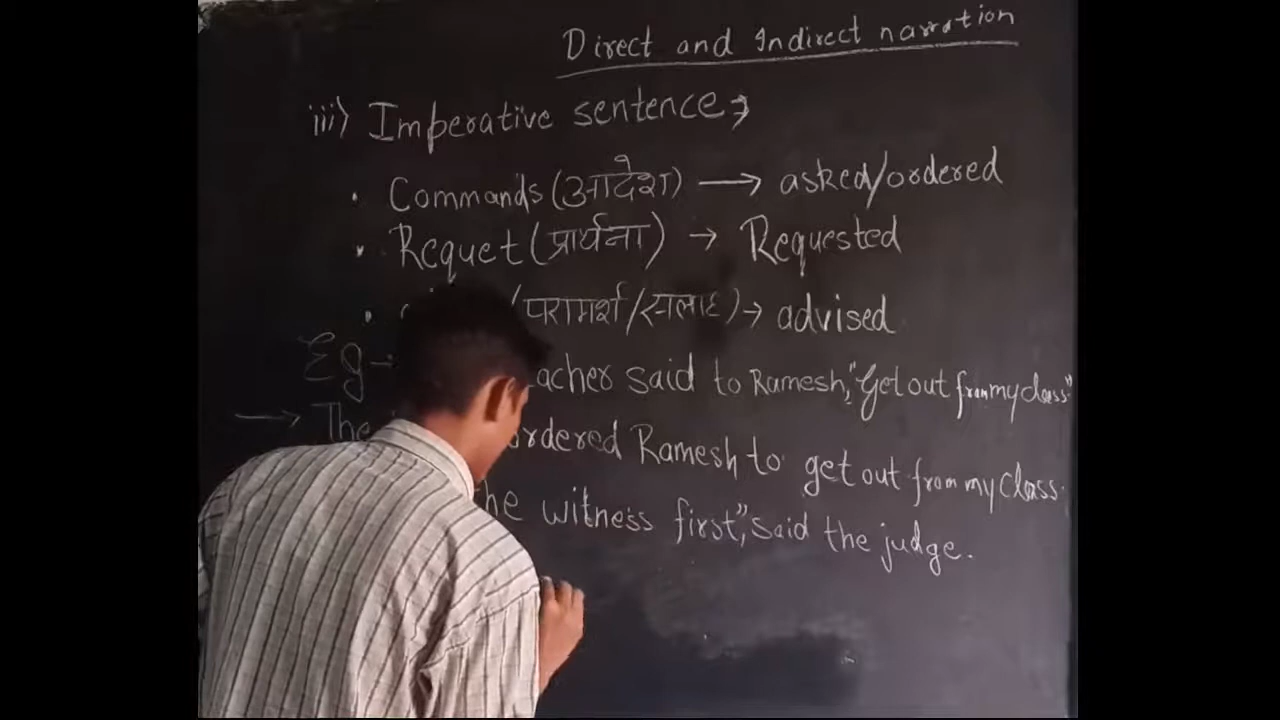 Direct and Indirect narration
iii) Imperative sentence →
• Commands (आदेश) → asked/ordered
• Requet (प्रार्थना) → Requested
• (परामर्श/सलाह) → advised
Eg- said to Ramesh, "Get out from my class"
→ The ordered Ramesh to get out from my class.
the witness first", said the judge.